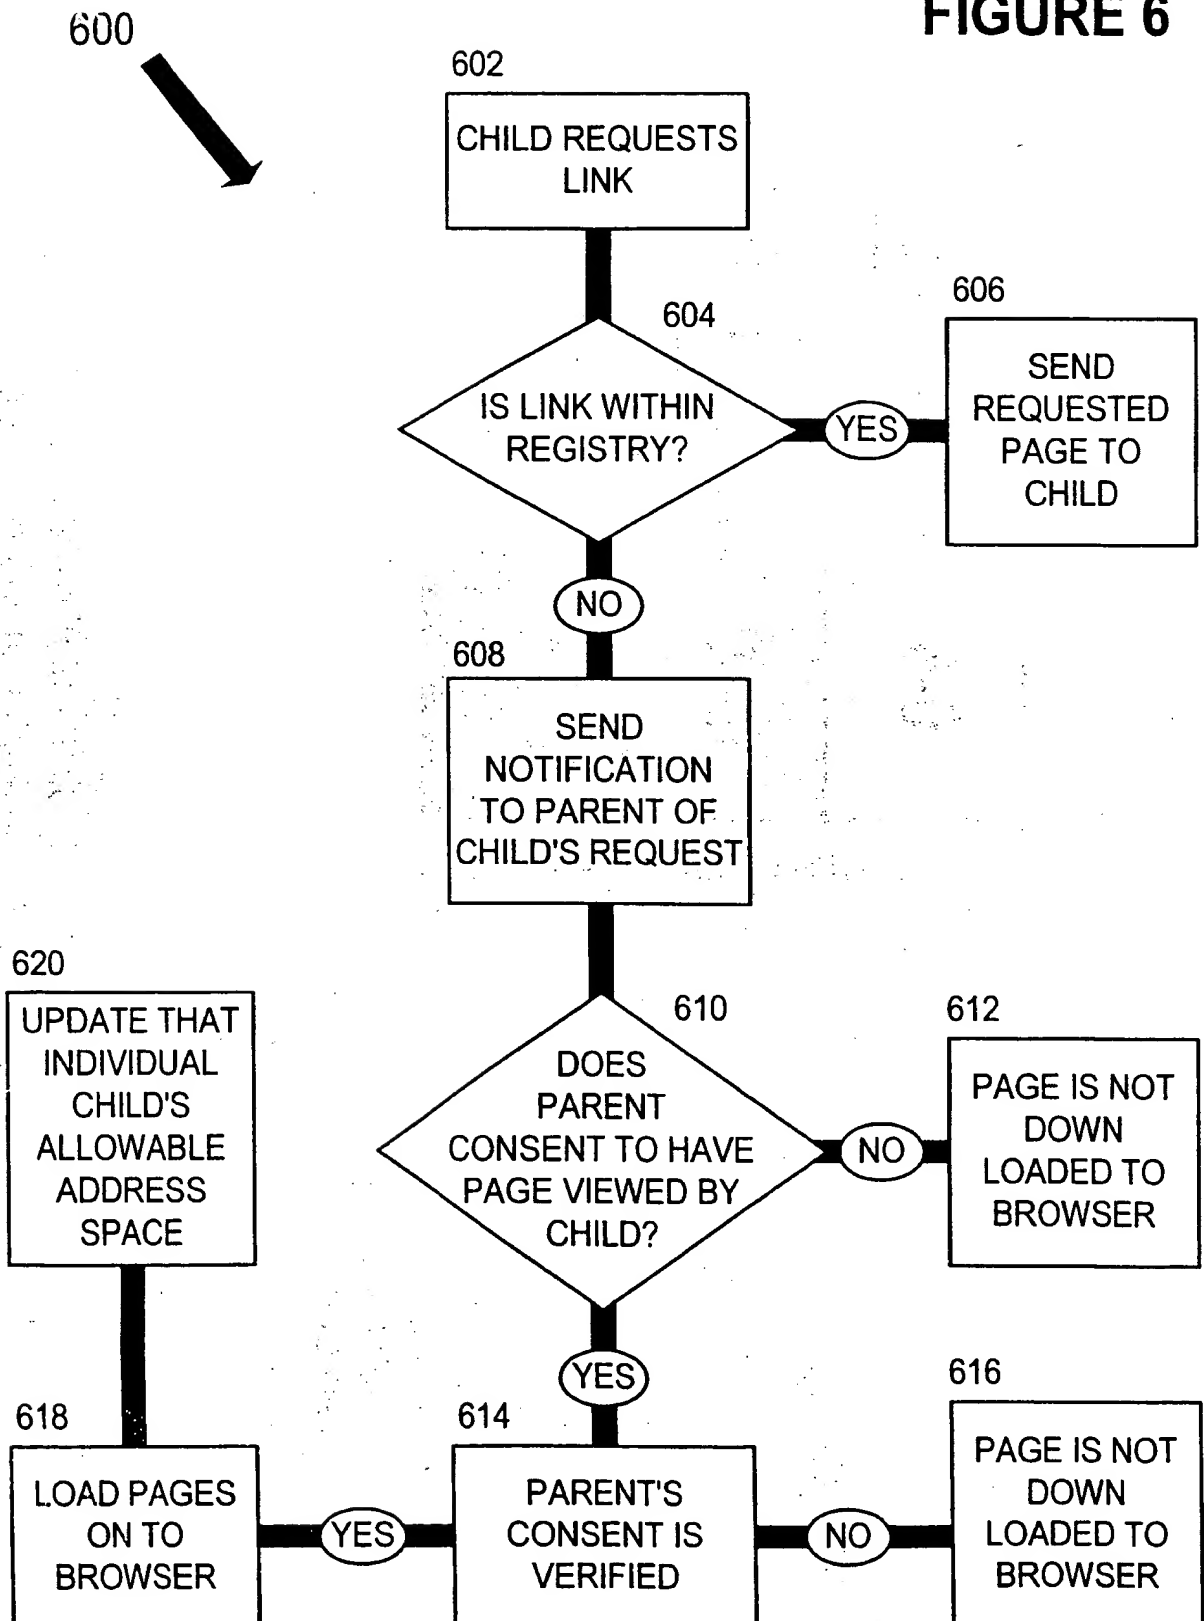 FIGURE 6
600
602
CHILD REQUESTS
LINK
604
IS LINK WITHIN
REGISTRY?
YES
606
SEND
REQUESTED
PAGE TO
CHILD
NO
608
SEND
NOTIFICATION
TO PARENT OF
CHILD'S REQUEST
610
DOES
PARENT
CONSENT TO HAVE
PAGE VIEWED BY
CHILD?
NO
612
PAGE IS NOT
DOWN
LOADED TO
BROWSER
YES
614
PARENT'S
CONSENT IS
VERIFIED
NO
616
PAGE IS NOT
DOWN
LOADED TO
BROWSER
YES
618
LOAD PAGES
ON TO
BROWSER
620
UPDATE THAT
INDIVIDUAL
CHILD'S
ALLOWABLE
ADDRESS
SPACE